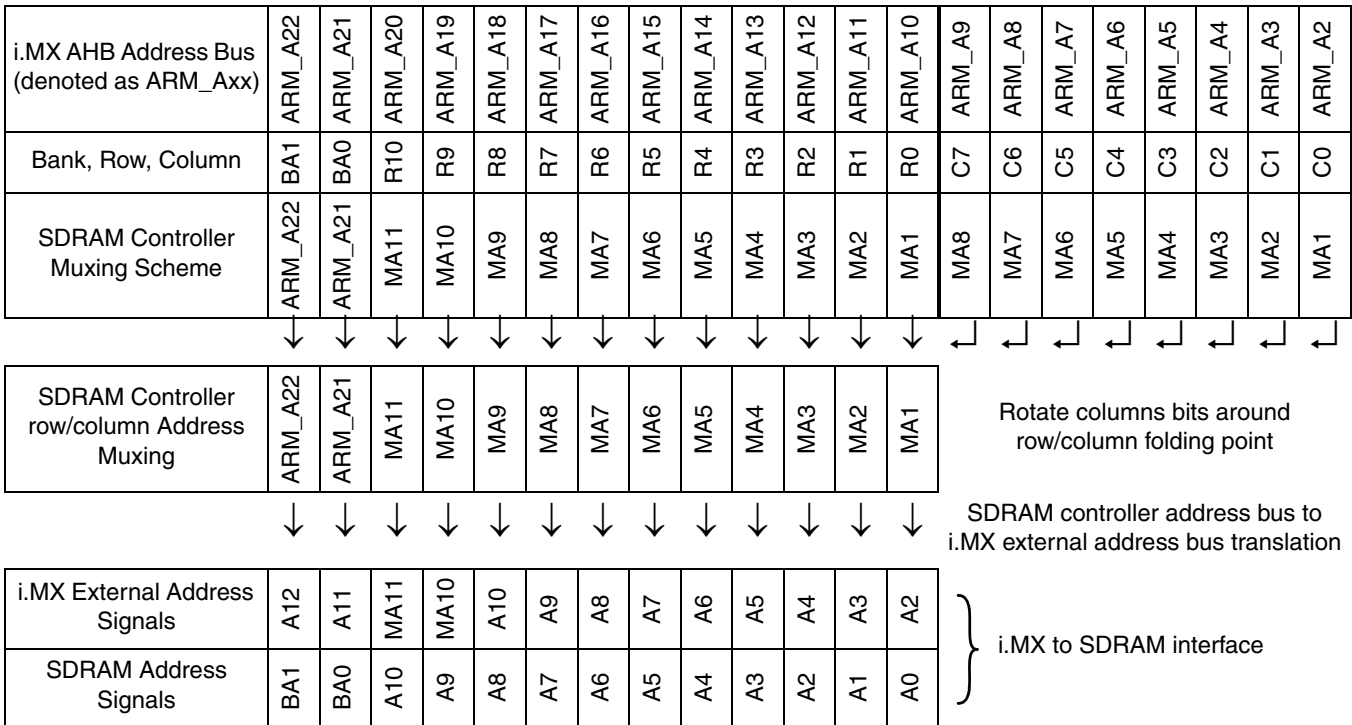 i.MX AHB Address Bus
(denoted as ARM_Axx)
ARM_A22 ARM_A21 ARM_A20 ARM_A19 ARM_A18 ARM_A17 ARM_A16 ARM_A15 ARM_A14 ARM_A13 ARM_A12 ARM_A11 ARM_A10 ARM_A9 ARM_A8 ARM_A7 ARM_A6 ARM_A5 ARM_A4 ARM_A3 ARM_A2
Bank, Row, Column
BA1 BA0 R10 R9 R8 R7 R6 R5 R4 R3 R2 R1 R0 C7 C6 C5 C4 C3 C2 C1 C0
SDRAM Controller
Muxing Scheme
ARM_A22 ARM_A21 MA11 MA10 MA9 MA8 MA7 MA6 MA5 MA4 MA3 MA2 MA1 MA8 MA7 MA6 MA5 MA4 MA3 MA2 MA1
SDRAM Controller
row/column Address
Muxing
ARM_A22 ARM_A21 MA11 MA10 MA9 MA8 MA7 MA6 MA5 MA4 MA3 MA2 MA1
Rotate columns bits around
row/column folding point
SDRAM controller address bus to
i.MX external address bus translation
i.MX External Address
Signals
A12 A11 MA11 MA10 A10 A9 A8 A7 A6 A5 A4 A3 A2
SDRAM Address
Signals
BA1 BA0 A10 A9 A8 A7 A6 A5 A4 A3 A2 A1 A0
i.MX to SDRAM interface